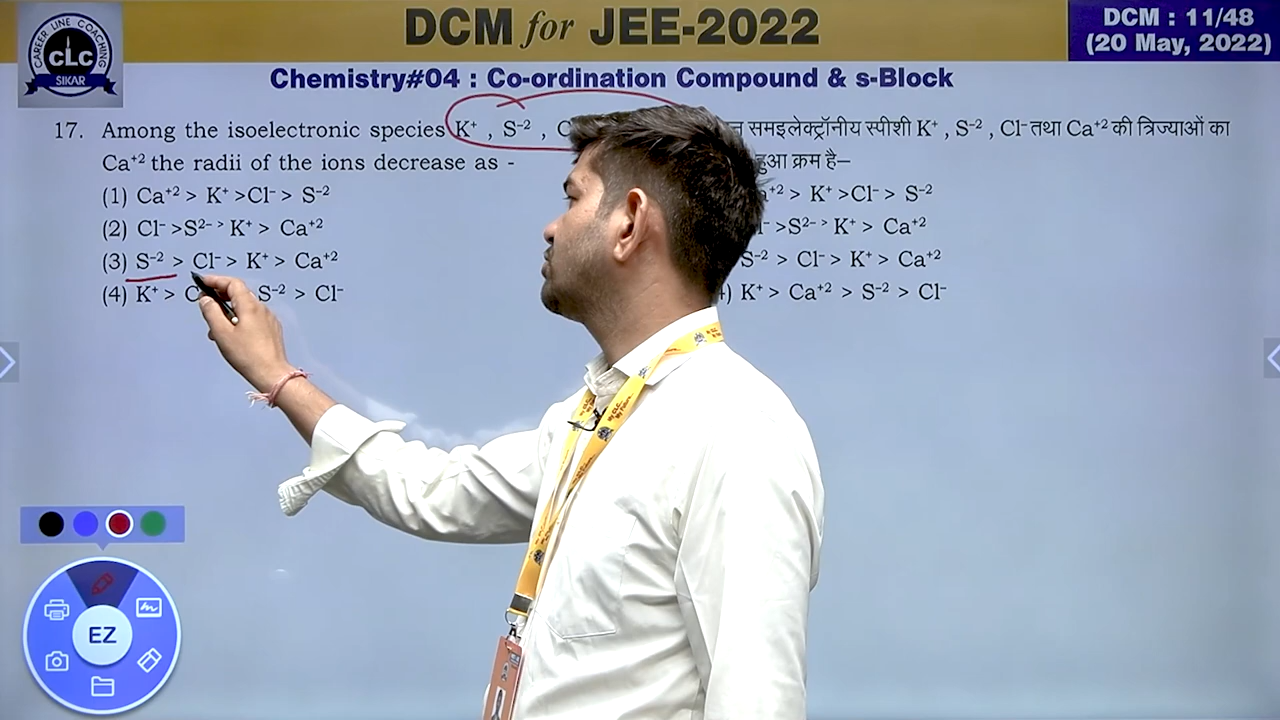 DCM for JEE-2022
DCM : 11/48
(20 May, 2022)
CAREER LINE COACHING
CLC
SIKAR
Chemistry#04 : Co-ordination Compound & s-Block
17. Among the isoelectronic species K⁺ , S⁻² , C
Ca⁺² the radii of the ions decrease as -
(1) Ca⁺² > K⁺ >Cl⁻ > S⁻²
(2) Cl⁻ >S²⁻ > K⁺ > Ca⁺²
(3) S⁻² > Cl⁻ > K⁺ > Ca⁺²
(4) K⁺ > C S⁻² > Cl⁻
समइलेक्ट्रॉनीय स्पीशी K⁺ , S⁻² , Cl⁻ तथा Ca⁺² की त्रिज्याओं का
हुआ क्रम है–
⁺² > K⁺ >Cl⁻ > S⁻²
⁻ >S²⁻ > K⁺ > Ca⁺²
S⁻² > Cl⁻ > K⁺ > Ca⁺²
) K⁺ > Ca⁺² > S⁻² > Cl⁻
EZ